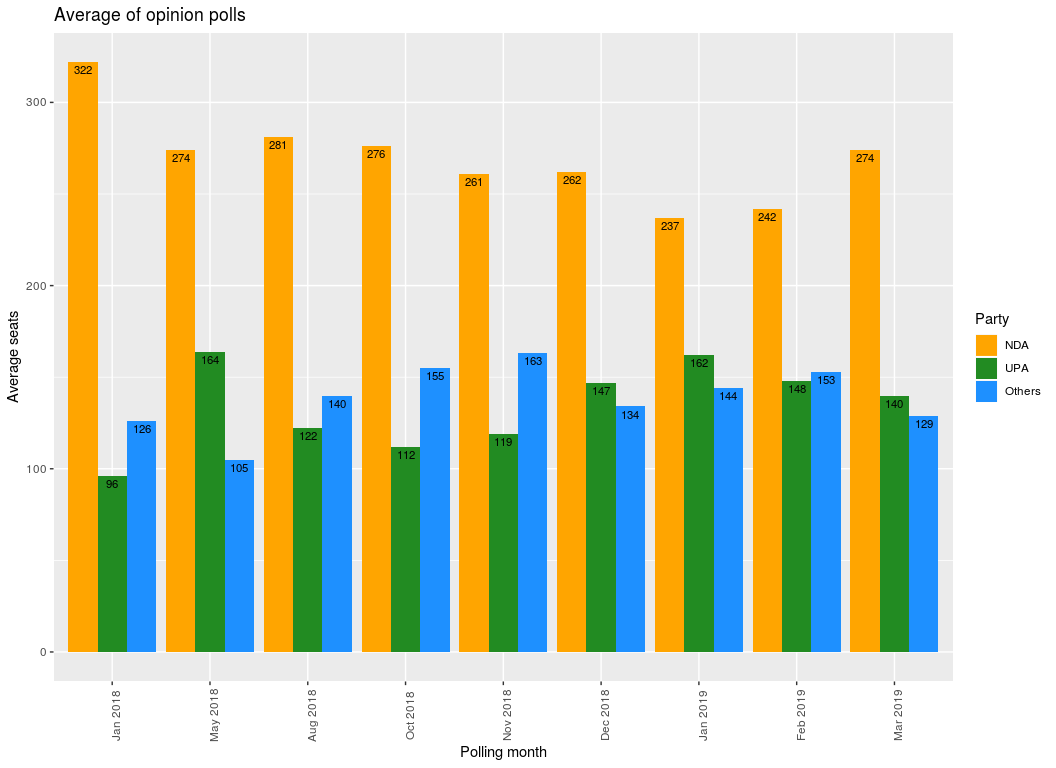 Average of opinion polls
Average seats
300
200
100
0
322
96
126
274
164
105
281
122
140
276
112
155
261
119
163
262
147
134
237
162
144
242
148
153
274
140
129
Jan 2018
May 2018
Aug 2018
Oct 2018
Nov 2018
Dec 2018
Jan 2019
Feb 2019
Mar 2019
Polling month
Party
NDA
UPA
Others